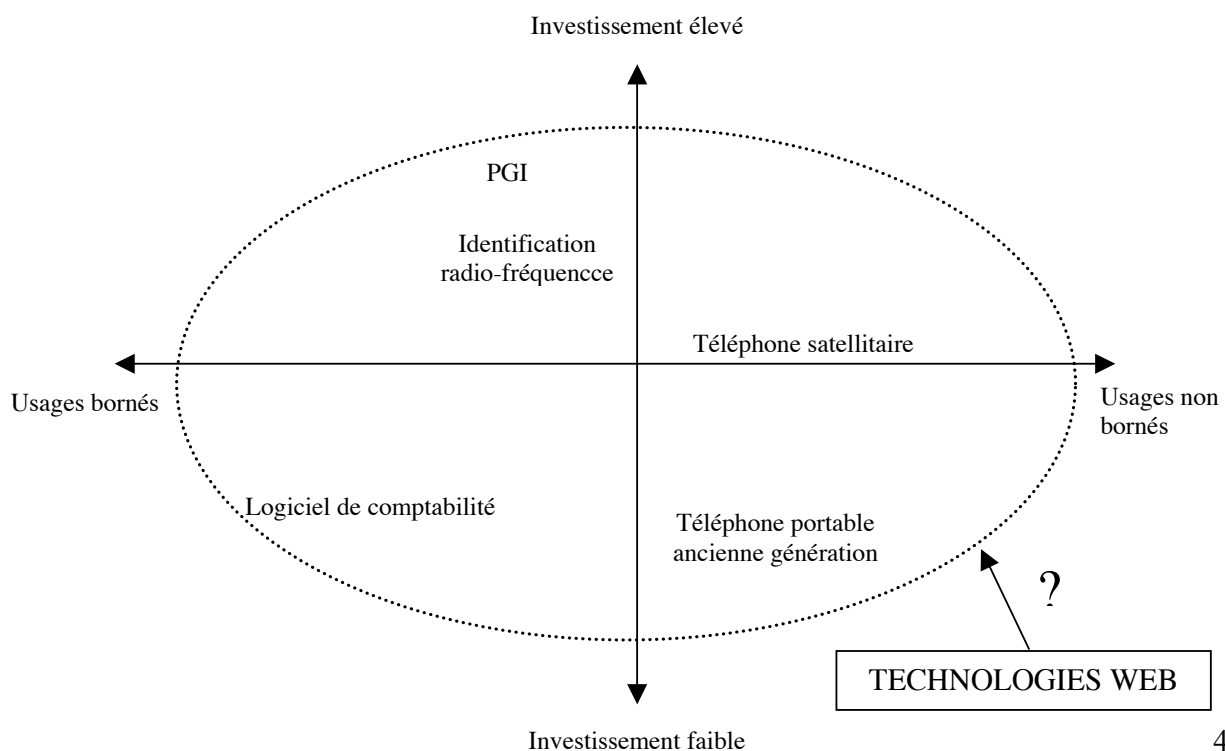 Investissement élevé
PGI
Identification
radio-fréquencce
Téléphone satellitaire
Usages bornés
Usages non
bornés
Logiciel de comptabilité
Téléphone portable
ancienne génération
?
TECHNOLOGIES WEB
Investissement faible
4